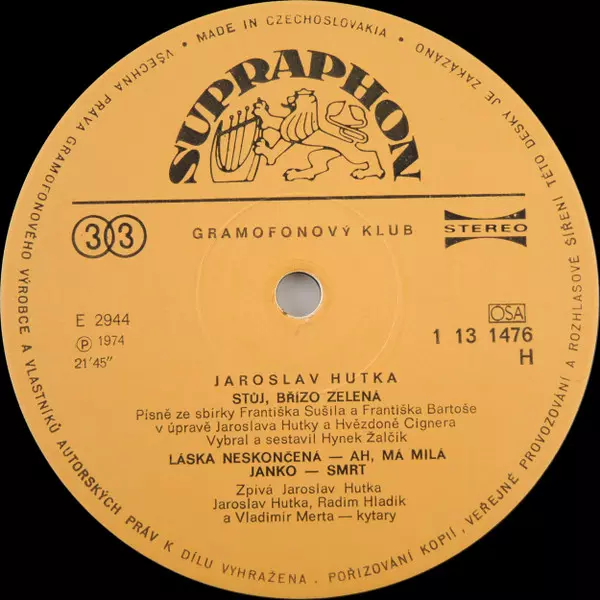 VŠECHNA PRÁVA GRAMOFONOVÉHO VÝROBCE A VLASTNÍKŮ AUTORSKÝCH PRÁV K DÍLU VYHRAŽENA. POŘIZOVÁNÍ KOPIÍ, VEŘEJNÉ PROVOZOVÁNÍ A ROZHLASOVÉ ŠÍŘENÍ TÉTO DESKY JE ZAKÁZÁNO
• MADE IN CZECHOSLOVAKIA •
SUPRAPHON
33
GRAMOFONOVÝ KLUB
STEREO
E 2944
Ⓟ 1974
21'45"
OSA
1 13 1476
H
JAROSLAV HUTKA
STŮJ, BŘÍZO ZELENÁ
Písně ze sbírky Františka Sušila a Františka Bartoše
v úpravě Jaroslava Hutky a Hvězdoně Cignera
Vybral a sestavil Hynek Žalčík
LÁSKA NESKONČENÁ — AH, MÁ MILÁ
JANKO — SMRT
Zpívá Jaroslav Hutka
Jaroslav Hutka, Radim Hladík
a Vladimír Merta — kytary